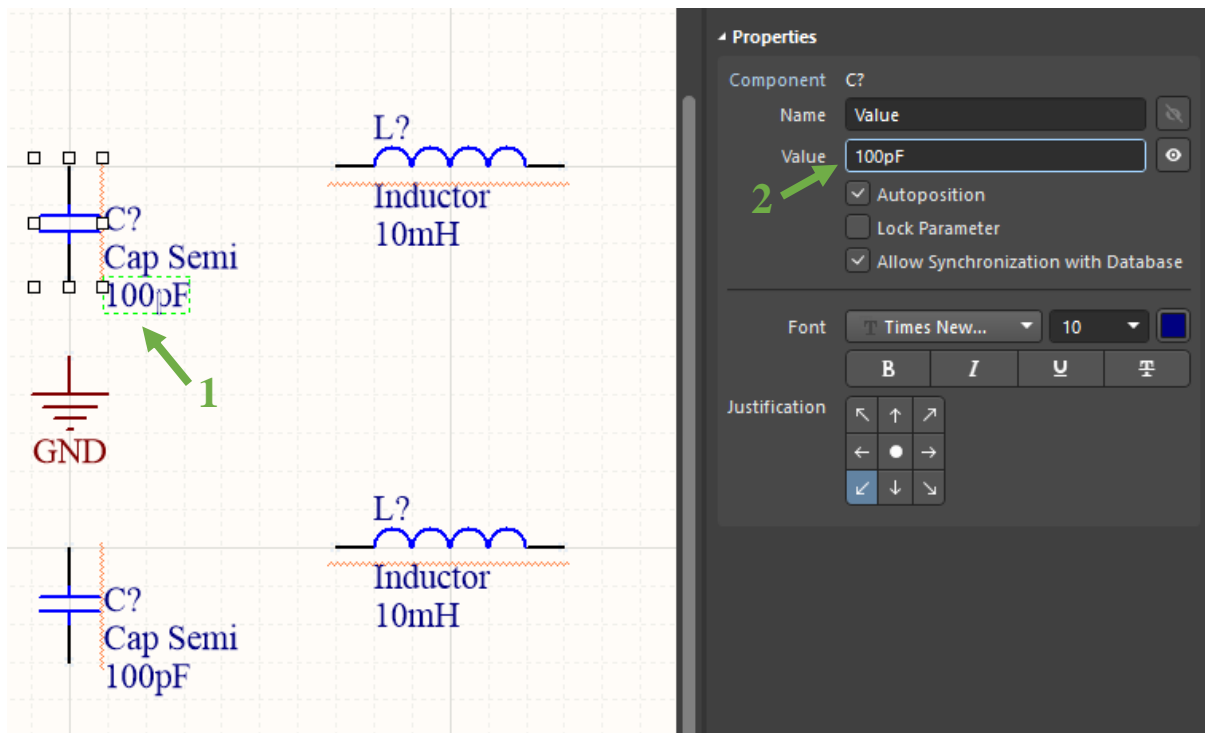 L?
Inductor
10mH
C?
Cap Semi
100pF
1
GND
L?
Inductor
10mH
C?
Cap Semi
100pF
Properties
Component C?
Name Value
Value 100pF
2
Autoposition
Lock Parameter
Allow Synchronization with Database
Font T Times New... 10
B I U T
Justification